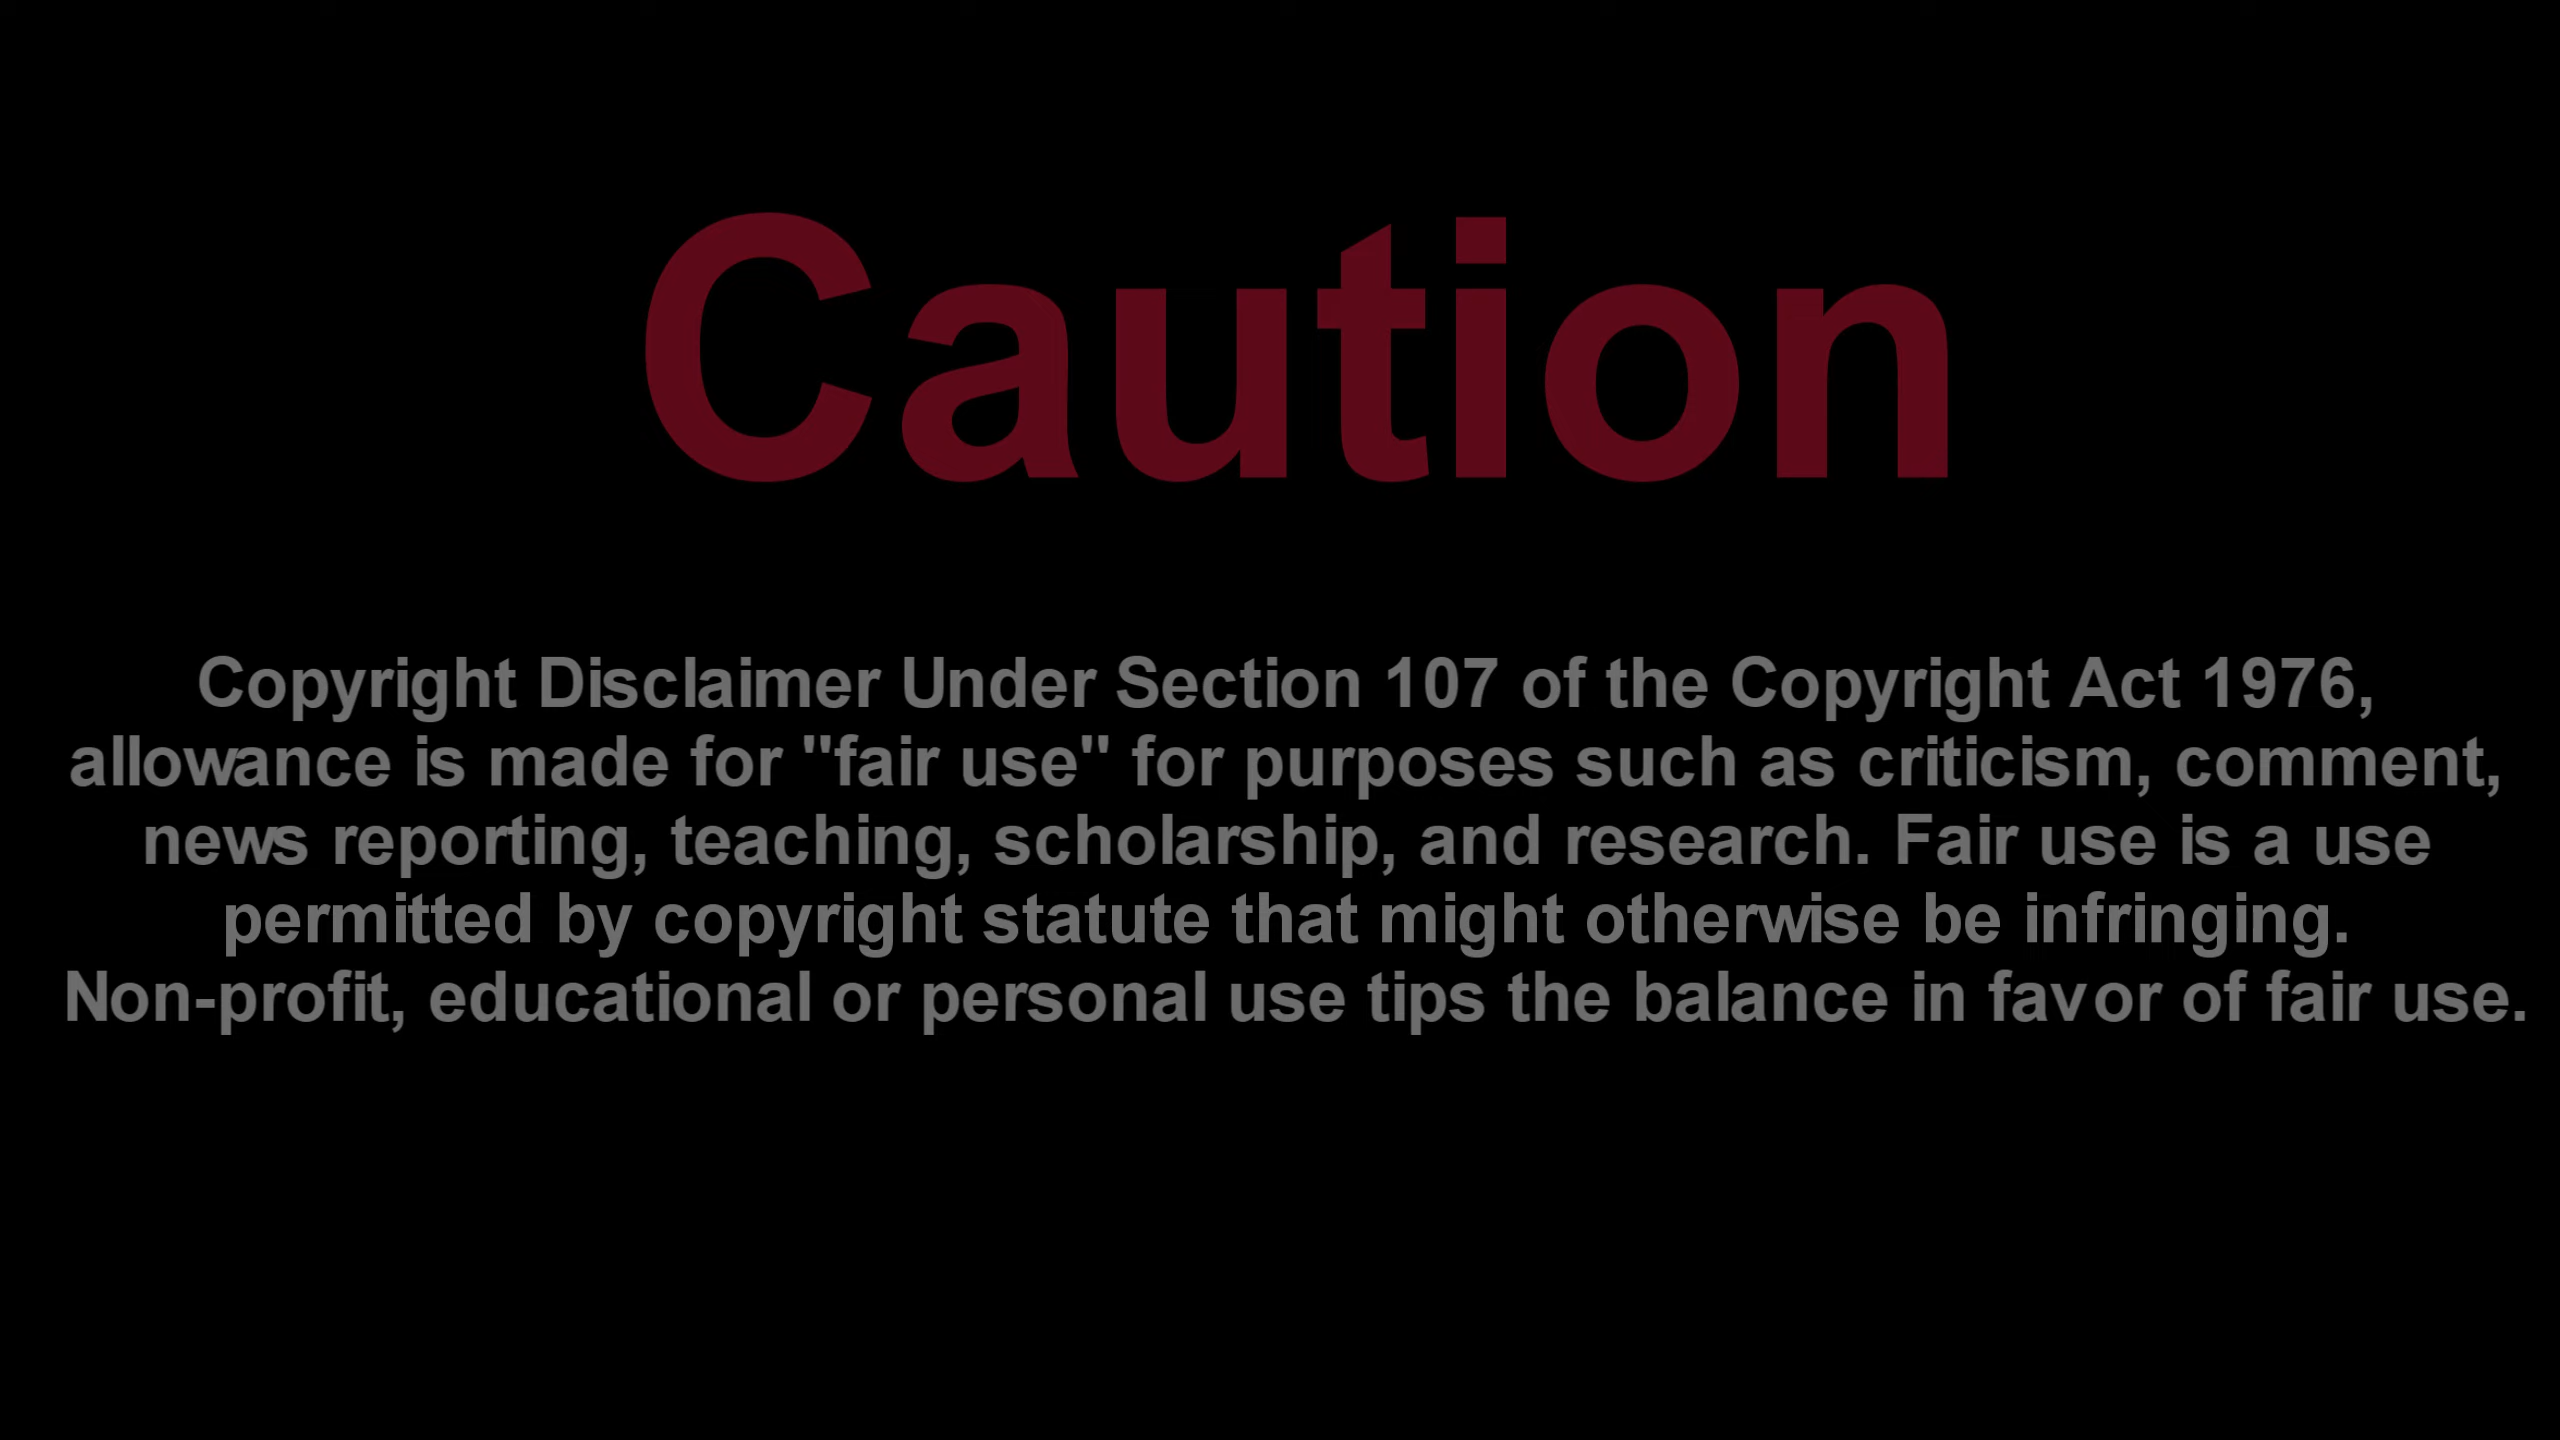 Caution
Copyright Disclaimer Under Section 107 of the Copyright Act 1976,
allowance is made for "fair use" for purposes such as criticism, comment,
news reporting, teaching, scholarship, and research. Fair use is a use
permitted by copyright statute that might otherwise be infringing.
Non-profit, educational or personal use tips the balance in favor of fair use.